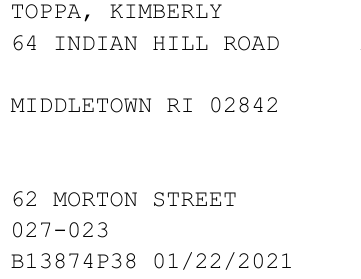 TOPPA, KIMBERLY
64 INDIAN HILL ROAD
MIDDLETOWN RI 02842
62 MORTON STREET
027-023
B13874P38 01/22/2021